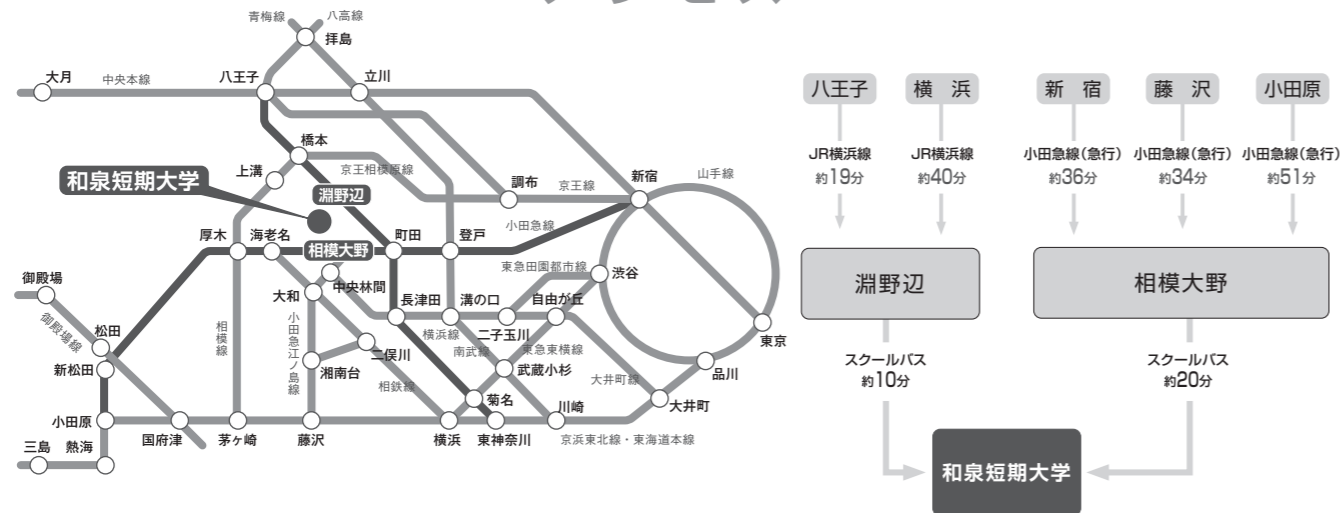 青梅線
八高線
拝島
大月
中央本線
八王子
立川
橋本
上溝
京王相模原線
和泉短期大学
淵野辺
調布
京王線
新宿
山手線
小田急線
厚木
海老名
相模大野
町田
登戸
東急田園都市線
渋谷
御殿場
御殿場線
松田
新松田
相模線
大和
中央林間
小田急江ノ島線
長津田
溝の口
自由が丘
横浜線
二子玉川
南武線
東急東横線
二俣川
湘南台
相鉄線
武蔵小杉
大井町線
東京
品川
大井町
菊名
川崎
小田原
国府津
茅ヶ崎
藤沢
横浜
東神奈川
京浜東北線・東海道本線
三島
熱海
八王子
横 浜
新 宿
藤 沢
小田原
JR横浜線
約19分
JR横浜線
約40分
小田急線(急行)
約36分
小田急線(急行)
約34分
小田急線(急行)
約51分
淵野辺
相模大野
スクールバス
約10分
スクールバス
約20分
和泉短期大学